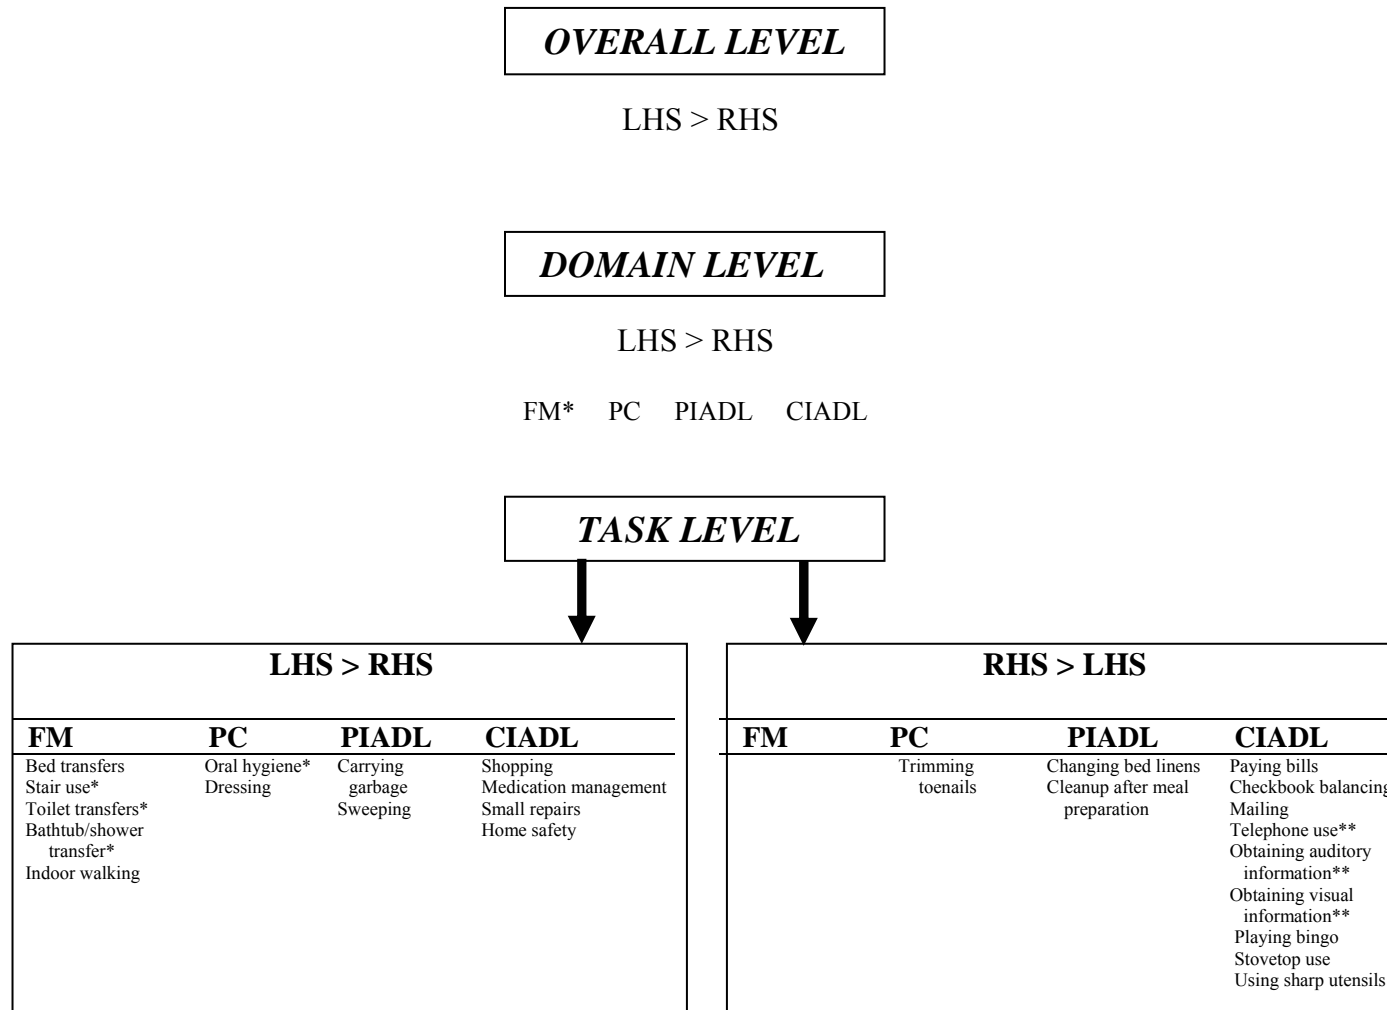 OVERALL LEVEL
LHS > RHS
DOMAIN LEVEL
LHS > RHS
FM* PC PIADL CIADL
TASK LEVEL
LHS > RHS
FM PC PIADL CIADL
Bed transfers
Stair use*
Toilet transfers*
Bathtub/shower
transfer*
Indoor walking
Oral hygiene*
Dressing
Carrying
garbage
Sweeping
Shopping
Medication management
Small repairs
Home safety
RHS > LHS
FM PC PIADL CIADL
Trimming
toenails
Changing bed linens
Cleanup after meal
preparation
Paying bills
Checkbook balancing
Mailing
Telephone use**
Obtaining auditory
information**
Obtaining visual
information**
Playing bingo
Stovetop use
Using sharp utensils